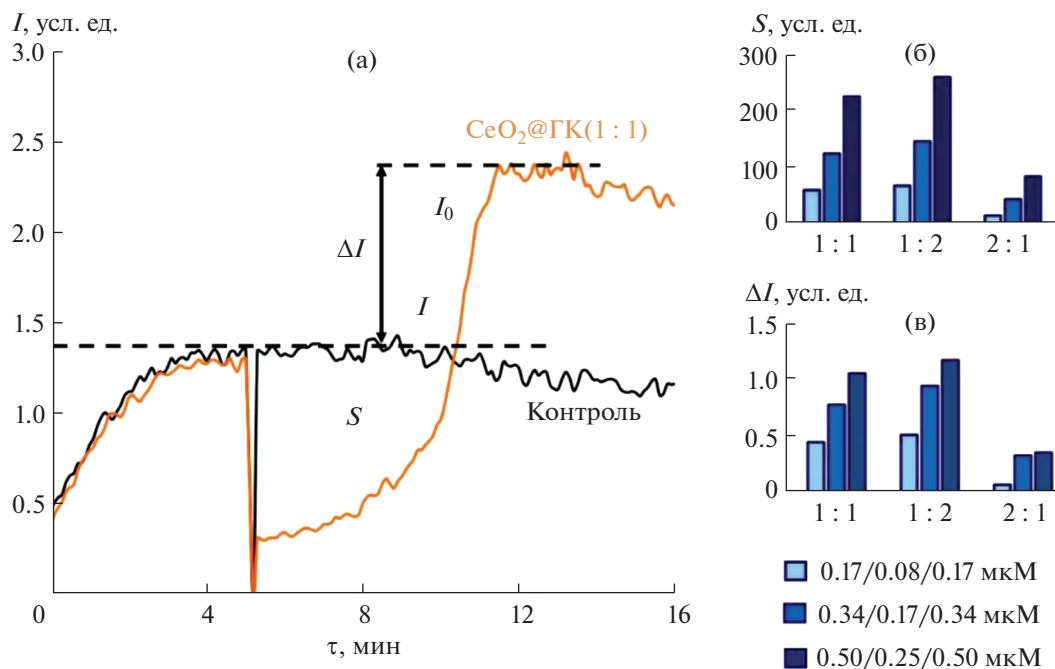 I, усл. ед.
3.0
(а)
CeO₂@ГК(1 : 1)
2.5
I₀
2.0
ΔI
I
1.5
1.0
S
Контроль
0.5
0
4
8
12
16
τ, мин
S, усл. ед.
300
(б)
200
100
0
1 : 1
1 : 2
2 : 1
ΔI, усл. ед.
1.5
(в)
1.0
0.5
0
1 : 1
1 : 2
2 : 1
0.17/0.08/0.17 мкМ
0.34/0.17/0.34 мкМ
0.50/0.25/0.50 мкМ